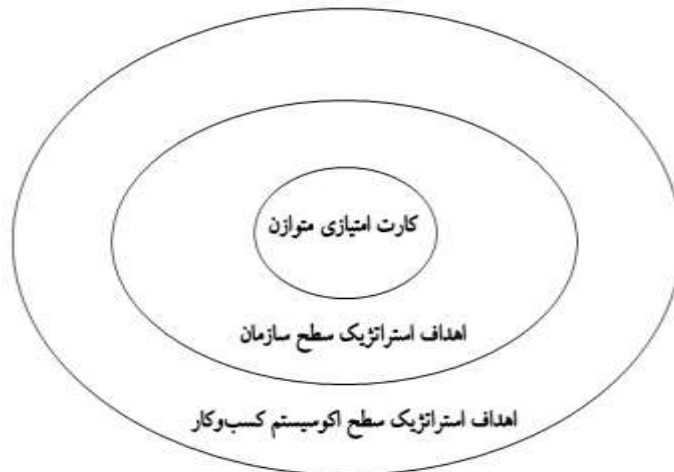 کارت امتیازی متوازن
اهداف استراتژیک سطح سازمان
اهداف استراتژیک سطح اکوسیستم کسب‌وکار